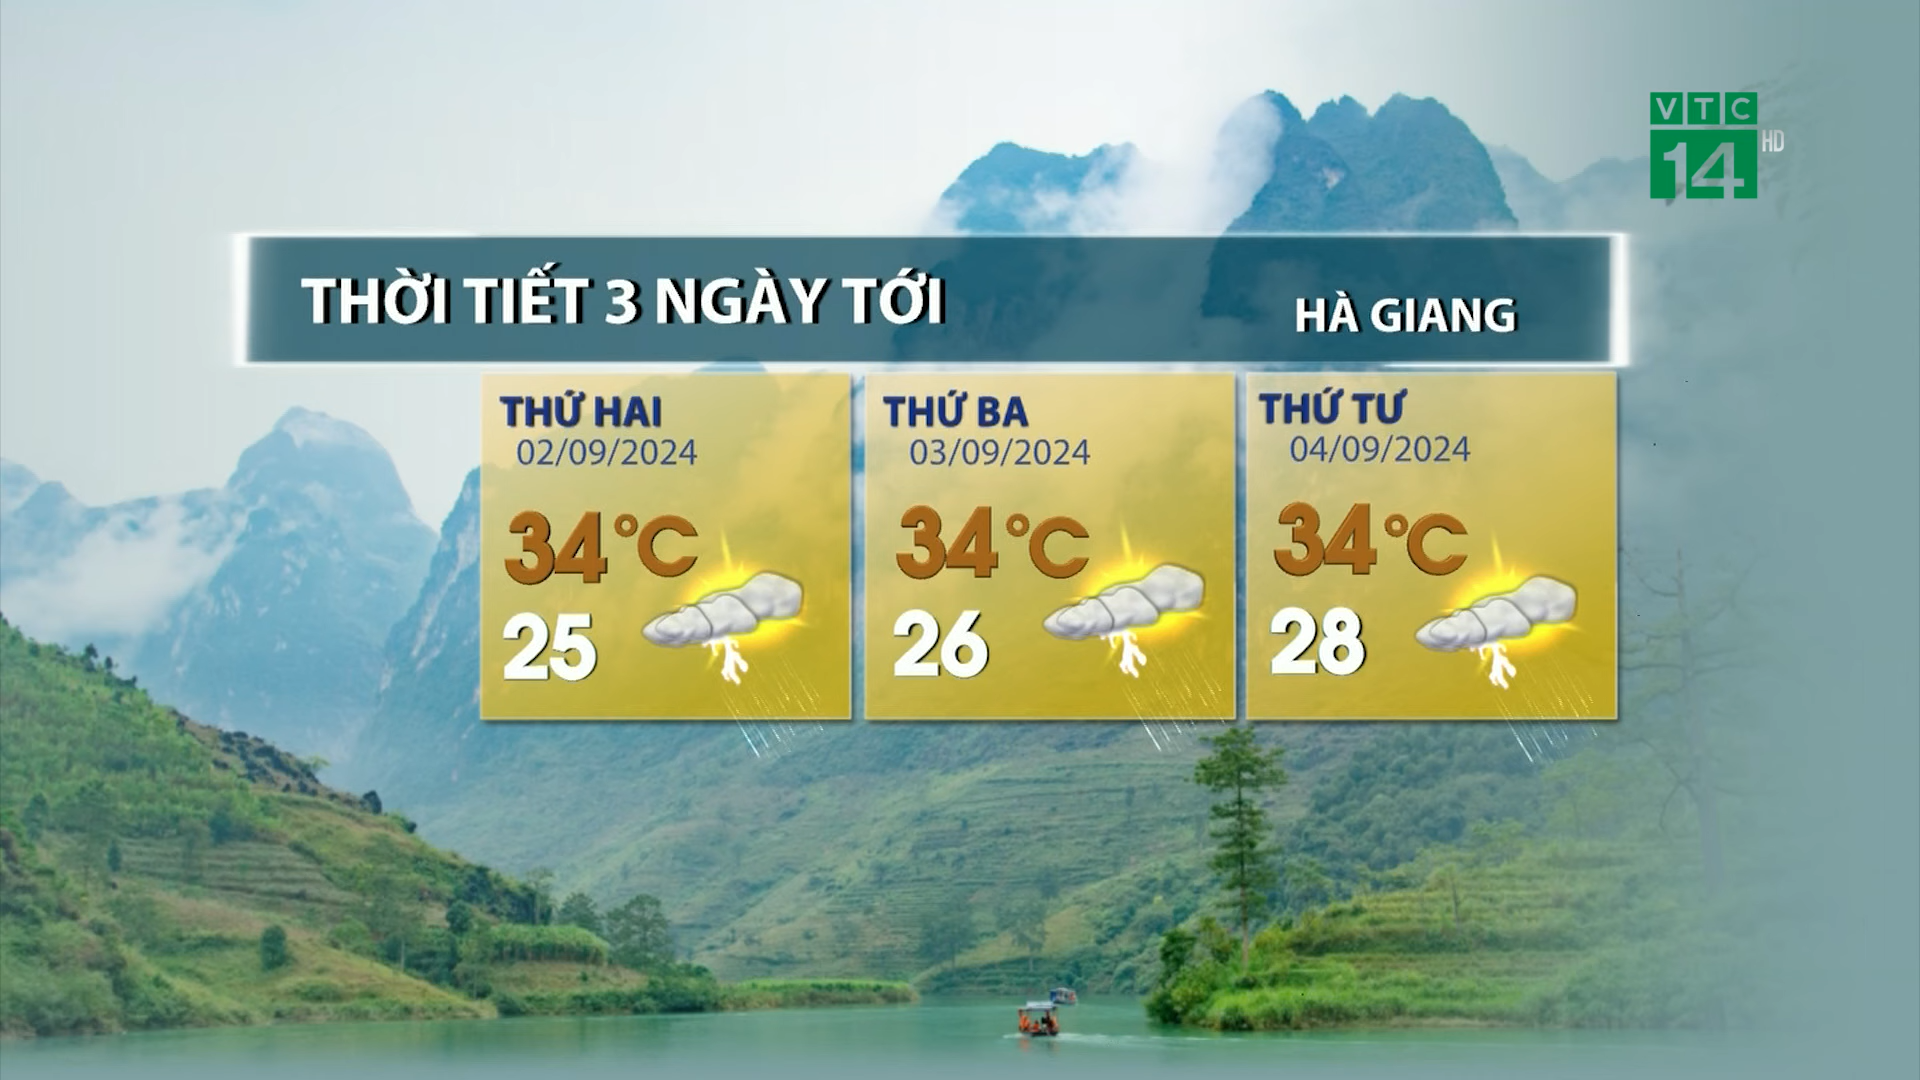 VTC
14 HD
THỜI TIẾT 3 NGÀY TỚI
HÀ GIANG
THỨ HAI
02/09/2024
34°C
25
THỨ BA
03/09/2024
34°C
26
THỨ TƯ
04/09/2024
34°C
28